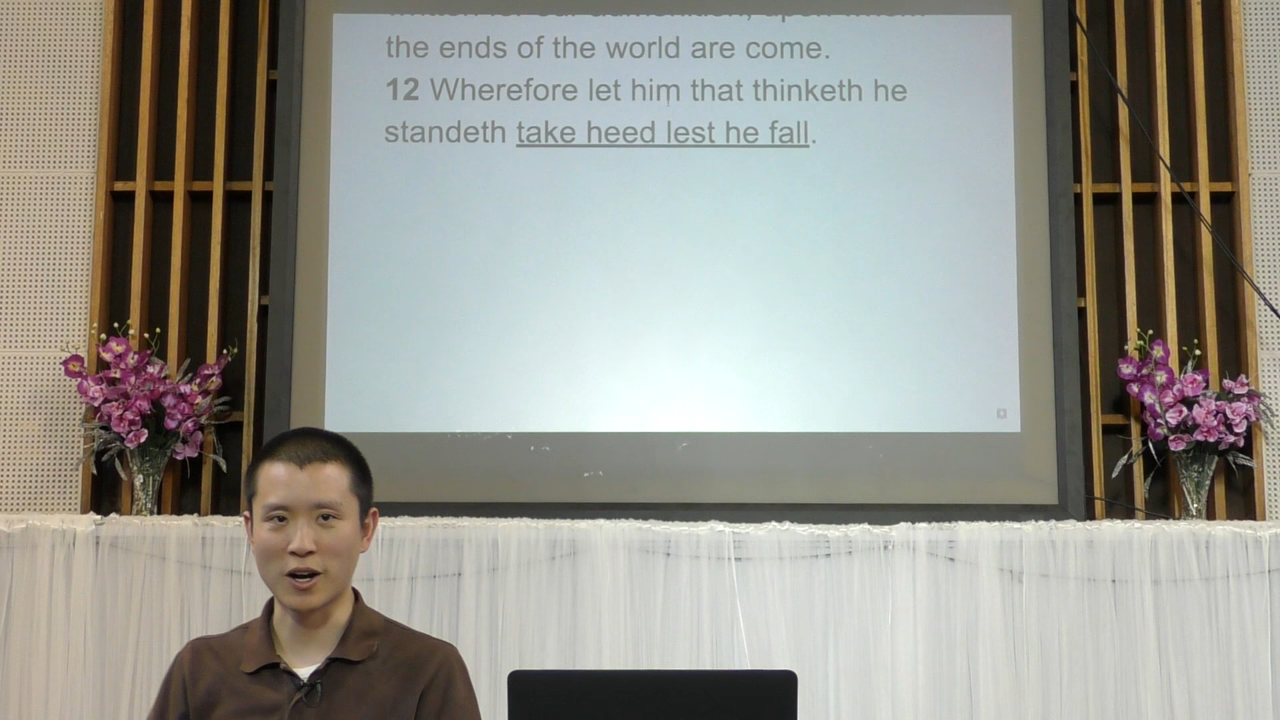 the ends of the world are come.
12 Wherefore let him that thinketh he
standeth take heed lest he fall.